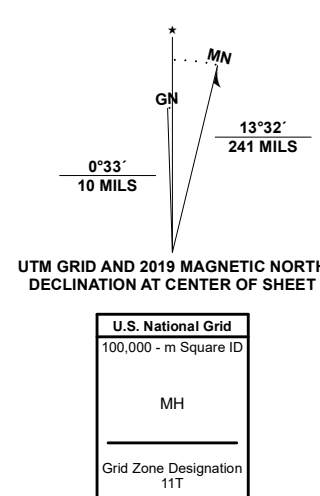 ★
MN
GN
13°32´
241 MILS
0°33´
10 MILS
UTM GRID AND 2019 MAGNETIC NORTH
DECLINATION AT CENTER OF SHEET
U.S. National Grid
100,000 - m Square ID
MH
Grid Zone Designation
11T